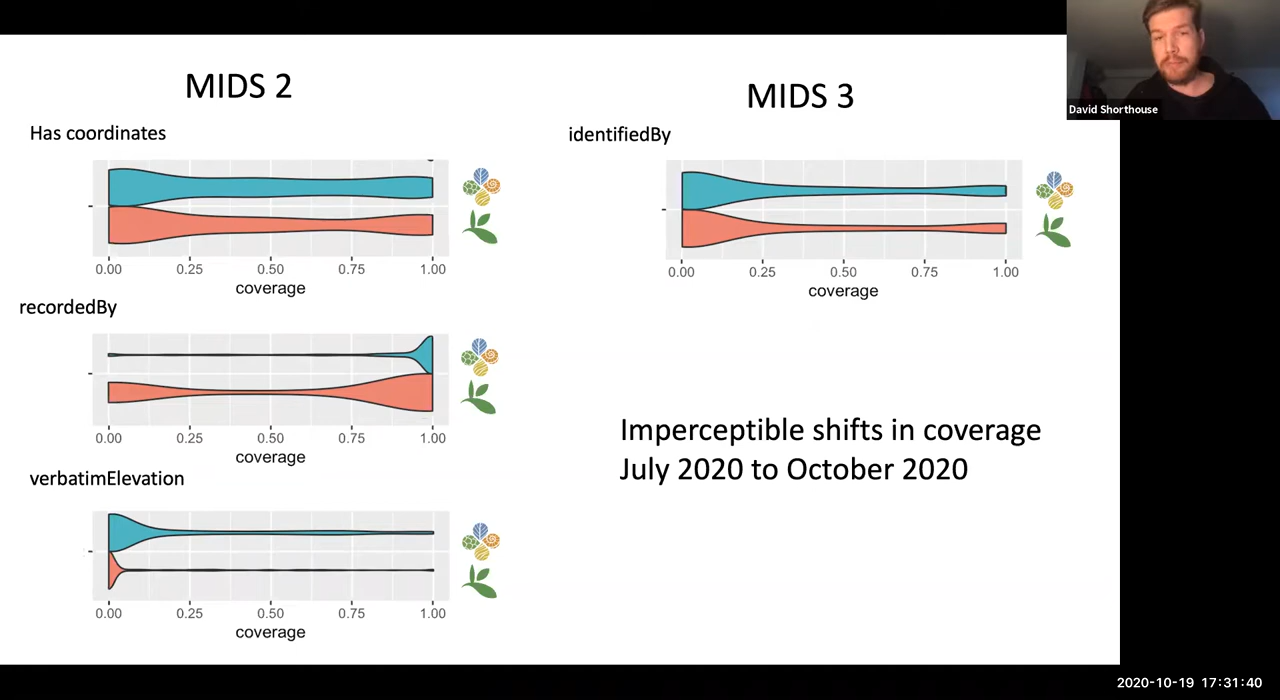 MIDS 2
Has coordinates
0.00 0.25 0.50 0.75 1.00
coverage
recordedBy
0.00 0.25 0.50 0.75 1.00
coverage
verbatimElevation
0.00 0.25 0.50 0.75 1.00
coverage
MIDS 3
identifiedBy
0.00 0.25 0.50 0.75 1.00
coverage
Imperceptible shifts in coverage
July 2020 to October 2020
David Shorthouse
2020-10-19 17:31:40